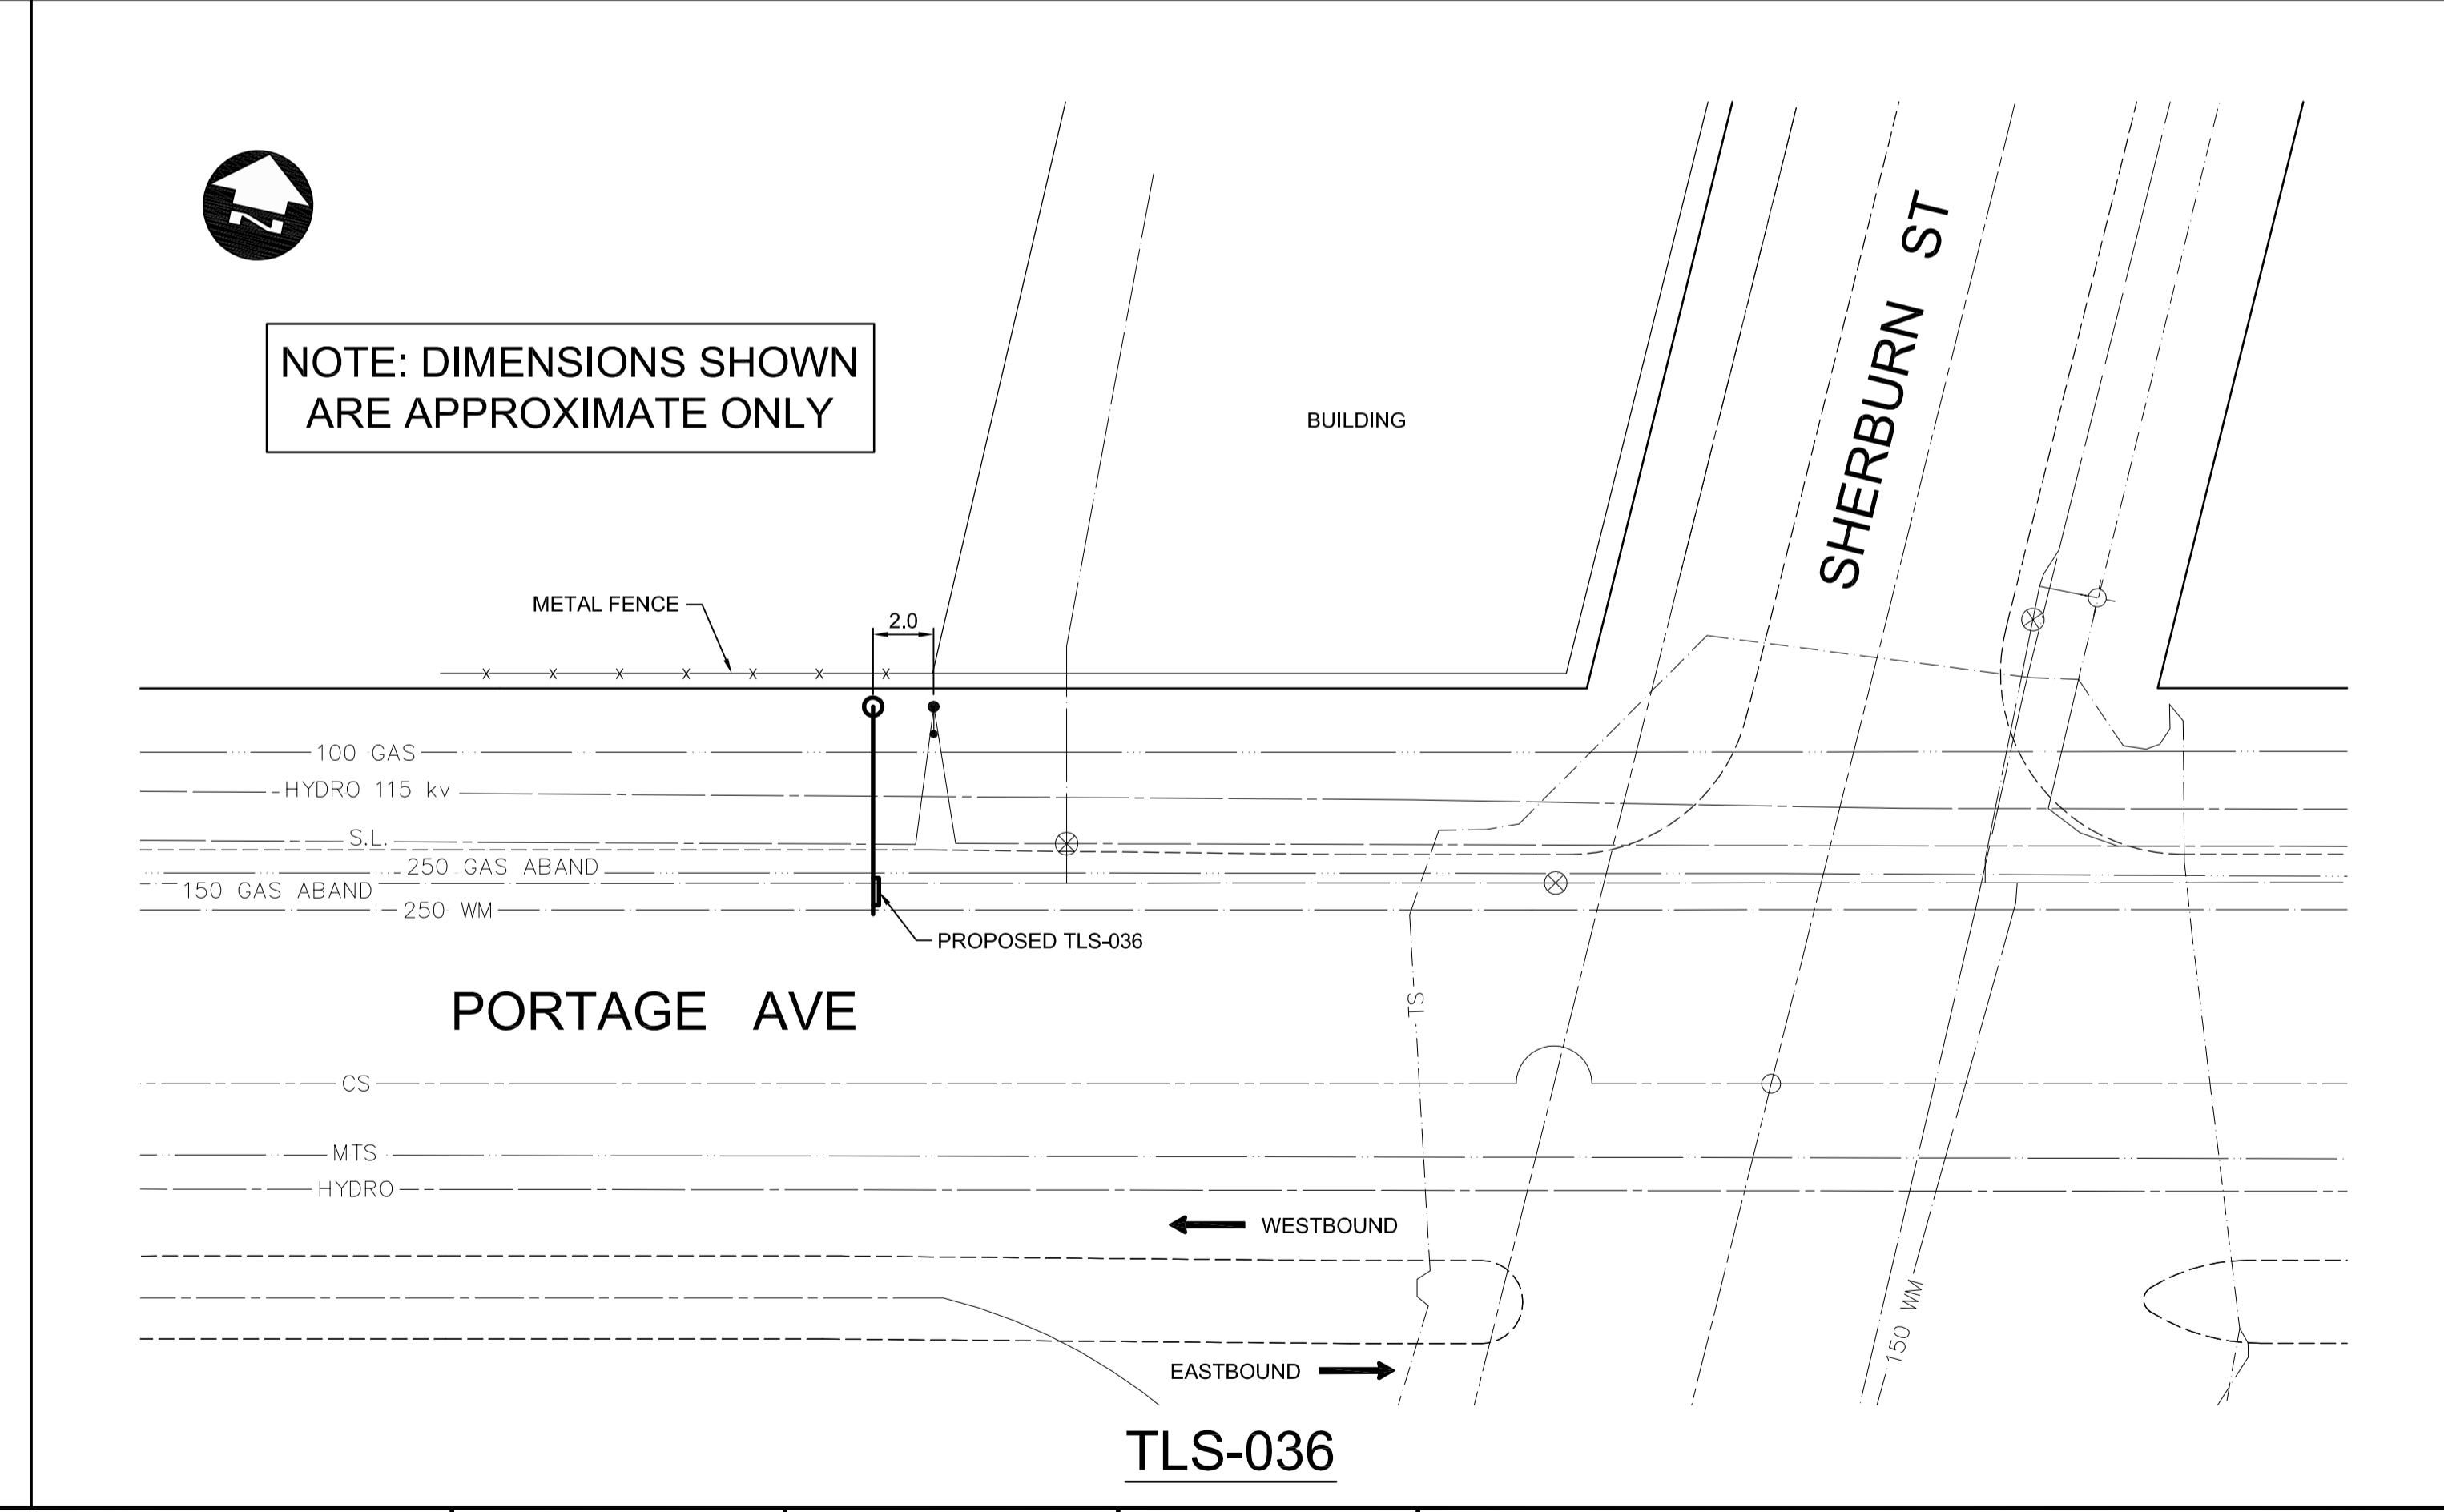 N
NOTE: DIMENSIONS SHOWN
ARE APPROXIMATE ONLY
BUILDING
SHERBURN ST
METAL FENCE
2.0
100 GAS
HYDRO 115 kv
S.L.
250 GAS ABAND
150 GAS ABAND
250 WM
PROPOSED TLS-036
PORTAGE AVE
TS
CS
MTS
HYDRO
WESTBOUND
150 WM
EASTBOUND
TLS-036